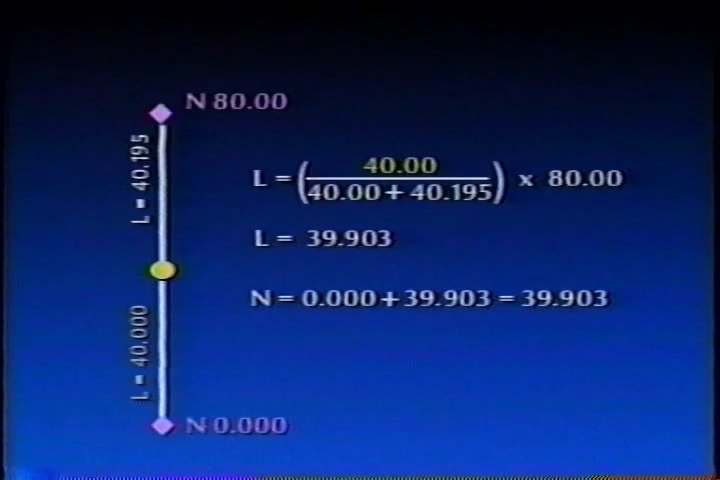 N 80.00
L = 40.195
L = ( 40.00 / 40.00 + 40.195 ) x 80.00
L = 39.903
N = 0.000 + 39.903 = 39.903
L = 40.000
N 0.000